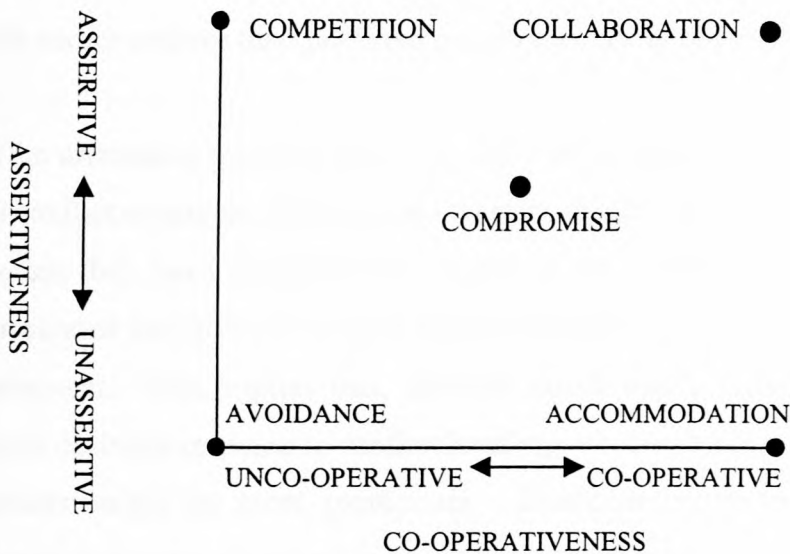 COMPETITION
COLLABORATION
ASSERTIVE
ASSERTIVENESS
UNASSERTIVE
COMPROMISE
AVOIDANCE
ACCOMMODATION
UNCO-OPERATIVE
CO-OPERATIVE
CO-OPERATIVENESS